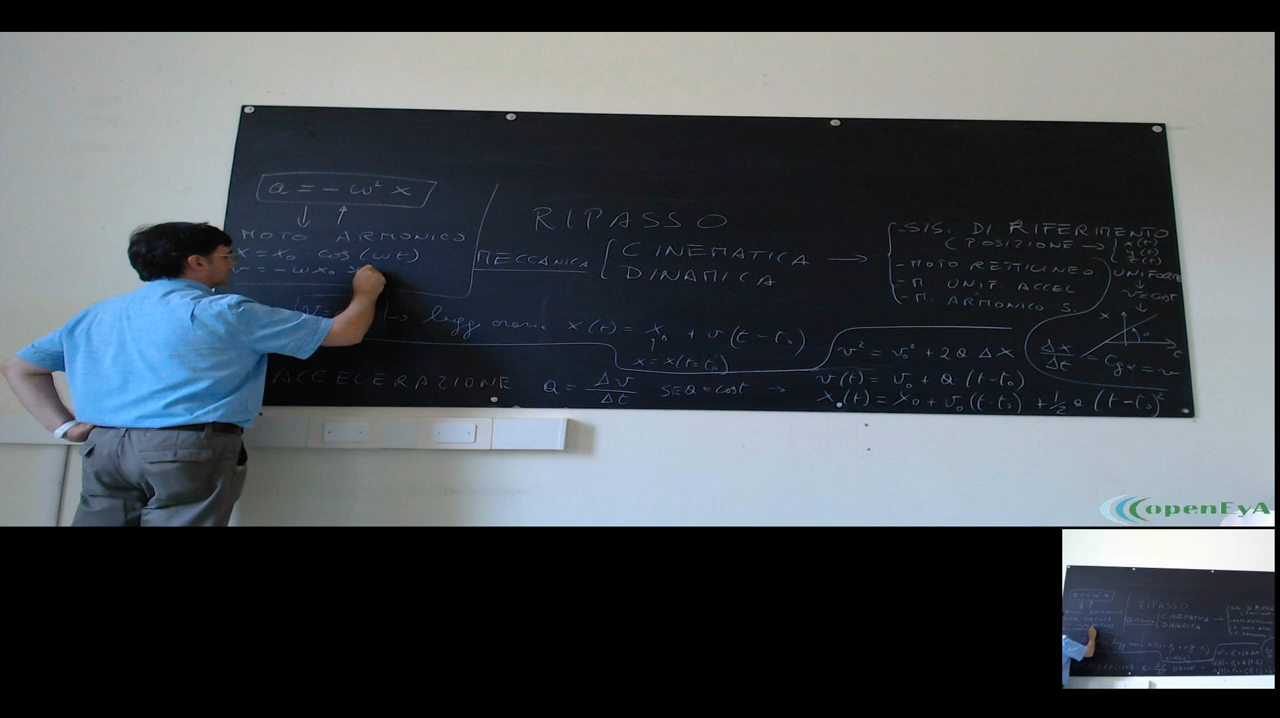 a = - ω² x
↓ ↑
MOTO ARMONICO
x = x₀ · cos (ωt)
v = - ω x₀
RIPASSO
MECCANICA { CINEMATICA
DINAMICA
→
SIS. DI RIFERIMENTO
( POSIZIONE → { x(t)
y(t)
z(t)
- MOTO RETTILINEO UNIFORME
- M. UNIF. ACCEL
- M. ARMONICO S.
↓
v = cost
↓
x
Δx/Δt = tg α = v
t
V =
→ legge oraria x(t) = x₀ + v (t - t₀)
x = x(t = t₀)
v² = v₀² + 2a Δx
ACCELERAZIONE a = Δv/Δt SE a = cost → v(t) = v₀ + a (t - t₀)
x(t) = x₀ + v₀(t - t₀) + 1/2 a (t - t₀)²
openEyA